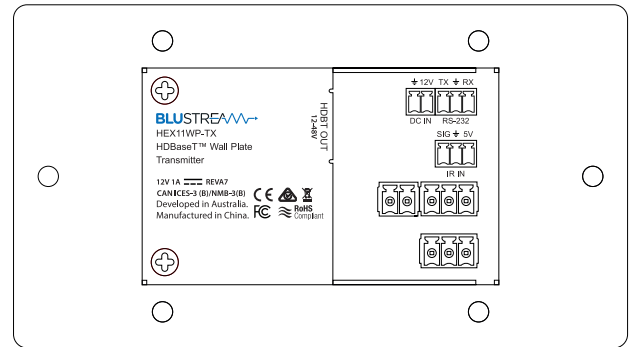 BLUSTREAM
HEX11WP-TX
HDBaseT™ Wall Plate
Transmitter
12V 1A REVA7
CAN ICES-3 (B)/NMB-3(B)
Developed in Australia.
Manufactured in China.
CE
FC
RoHS
Compliant
HDBT OUT
12-48V
12V TX RX
DC IN RS-232
SIG 5V
IR IN